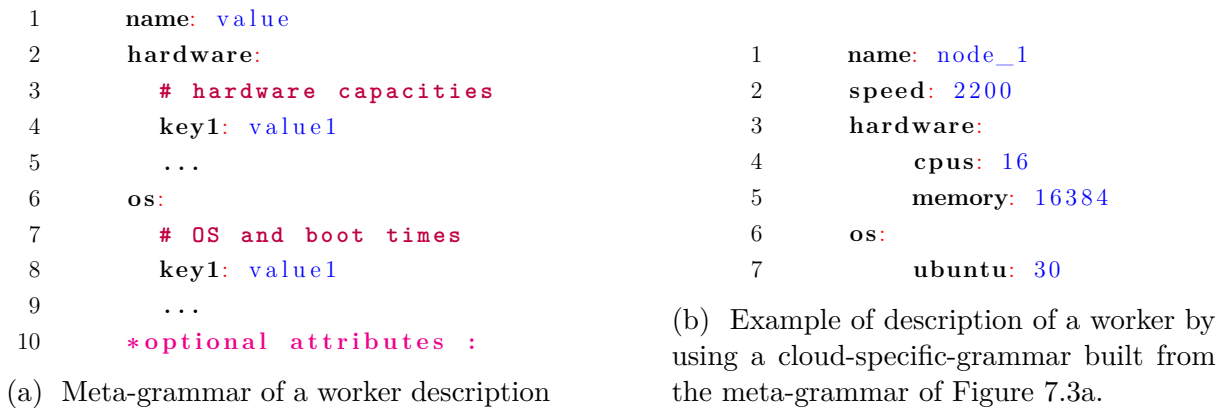 1 name: value
2 hardware:
3 # hardware capacities
4 key1: value1
5 ...
6 os:
7 # OS and boot times
8 key1: value1
9 ...
10 *optional attributes :
(a) Meta-grammar of a worker description
1 name: node_1
2 speed: 2200
3 hardware:
4 cpus: 16
5 memory: 16384
6 os:
7 ubuntu: 30
(b) Example of description of a worker by
using a cloud-specific-grammar built from
the meta-grammar of Figure 7.3a.